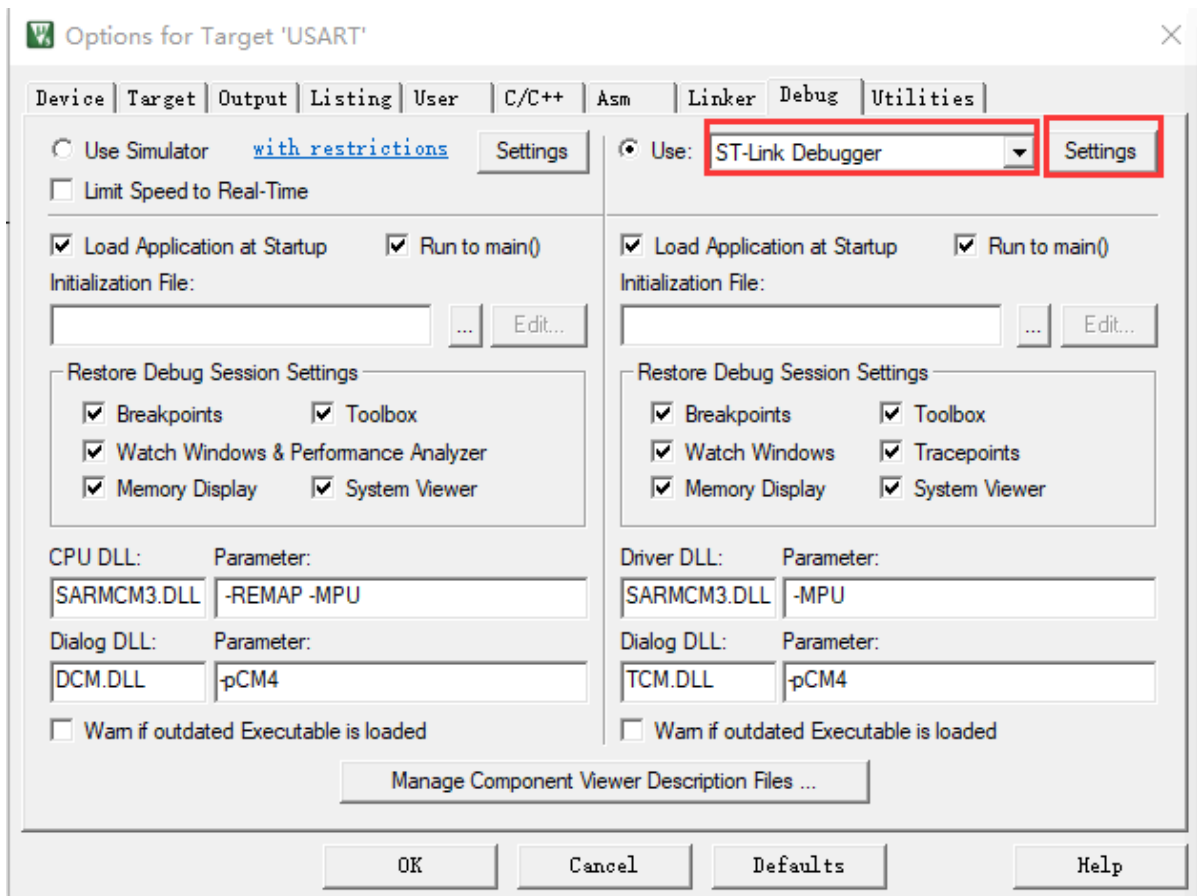 Options for Target 'USART'
Device Target Output Listing User C/C++ Asm Linker Debug Utilities
Use Simulator with restrictions Settings
Limit Speed to Real-Time
Load Application at Startup Run to main()
Initialization File:
... Edit...
Restore Debug Session Settings
Breakpoints Toolbox
Watch Windows & Performance Analyzer
Memory Display System Viewer
CPU DLL: Parameter:
SARMCM3.DLL -REMAP -MPU
Dialog DLL: Parameter:
DCM.DLL -pCM4
Warn if outdated Executable is loaded
Use: ST-Link Debugger Settings
Load Application at Startup Run to main()
Initialization File:
... Edit...
Restore Debug Session Settings
Breakpoints Toolbox
Watch Windows Tracepoints
Memory Display System Viewer
Driver DLL: Parameter:
SARMCM3.DLL -MPU
Dialog DLL: Parameter:
TCM.DLL -pCM4
Warn if outdated Executable is loaded
Manage Component Viewer Description Files ...
OK Cancel Defaults Help